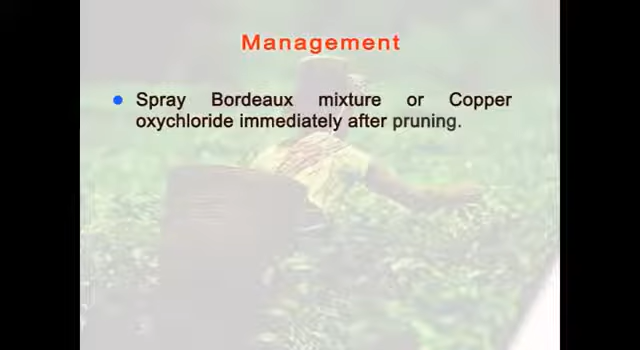 Management
Spray Bordeaux mixture or Copper
oxychloride immediately after pruning.